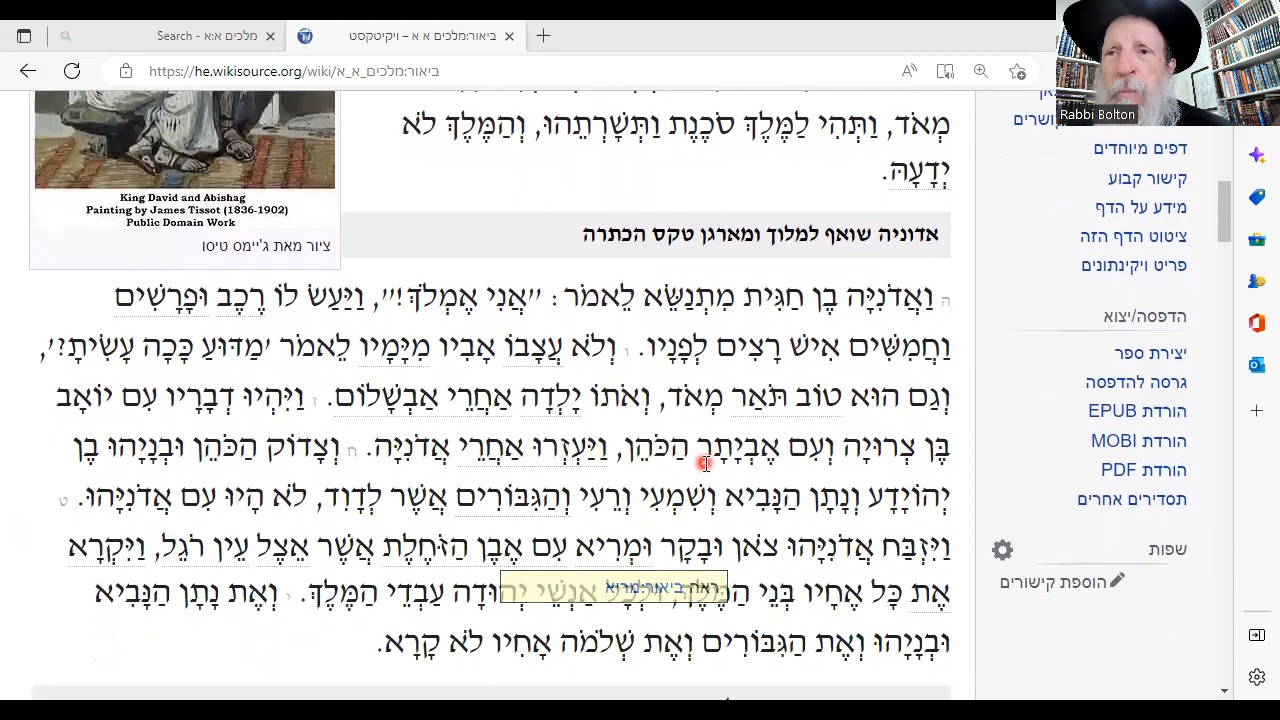 מלכים א:א - Search
ביאור:מלכים א א – ויקיטקסט
https://he.wikisource.org/wiki/ביאור:מלכים_א_א
Rabbi Bolton
מְאֹד, וַתְּהִי לַמֶּלֶךְ סֹכֶנֶת וַתְּשָׁרְתֵהוּ, וְהַמֶּלֶךְ לֹא
יְדָעָהּ.
King David and Abishag
Painting by James Tissot (1836-1902)
Public Domain Work
ציור מאת ג'יימס טיסו
אדוניה שואף למלוך ומארגן טקס הכתרה
ה וַאֲדֹנִיָּה בֶן חַגִּית מִתְנַשֵּׂא לֵאמֹר: "אֲנִי אֶמְלֹךְ!", וַיַּעַשׂ לוֹ רֶכֶב וּפָרָשִׁים
וַחֲמִשִּׁים אִישׁ רָצִים לְפָנָיו. ו וְלֹא עֲצָבוֹ אָבִיו מִיָּמָיו לֵאמֹר 'מַדּוּעַ כָּכָה עָשִׂיתָ?',
וְגַם הוּא טוֹב תֹּאַר מְאֹד, וְאֹתוֹ יָלְדָה אַחֲרֵי אַבְשָׁלוֹם. ז וַיִּהְיוּ דְבָרָיו עִם יוֹאָב
בֶּן צְרוּיָה וְעִם אֶבְיָתָר הַכֹּהֵן, וַיַּעְזְרוּ אַחֲרֵי אֲדֹנִיָּה. ח וְצָדוֹק הַכֹּהֵן וּבְנָיָהוּ בֶן
יְהוֹיָדָע וְנָתָן הַנָּבִיא וְשִׁמְעִי וְרֵעִי וְהַגִּבּוֹרִים אֲשֶׁר לְדָוִד, לֹא הָיוּ עִם אֲדֹנִיָּהוּ. ט
וַיִּזְבַּח אֲדֹנִיָּהוּ צֹאן וּבָקָר וּמְרִיא עִם אֶבֶן הַזֹּחֶלֶת אֲשֶׁר אֵצֶל עֵין רֹגֵל, וַיִּקְרָא
אֶת כָּל אֶחָיו בְּנֵי הַמֶּלֶךְ, וּלְכָל אַנְשֵׁי יְהוּדָה עַבְדֵי הַמֶּלֶךְ. י וְאֶת נָתָן הַנָּבִיא
ראה ביאור:מריא
וּבְנָיָהוּ וְאֶת הַגִּבּוֹרִים וְאֶת שְׁלֹמֹה אָחִיו לֹא קָרָא.
קושרים
דפים מיוחדים
קישור קבוע
מידע על הדף
ציטוט הדף הזה
פריט ויקינתונים
הדפסה/יצוא
יצירת ספר
גרסה להדפסה
הורדת EPUB
הורדת MOBI
הורדת PDF
תסדירים אחרים
שפות
הוספת קישורים